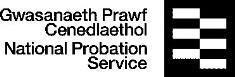 Gwasanaeth Prawf
Cenedlaethol
National Probation
Service